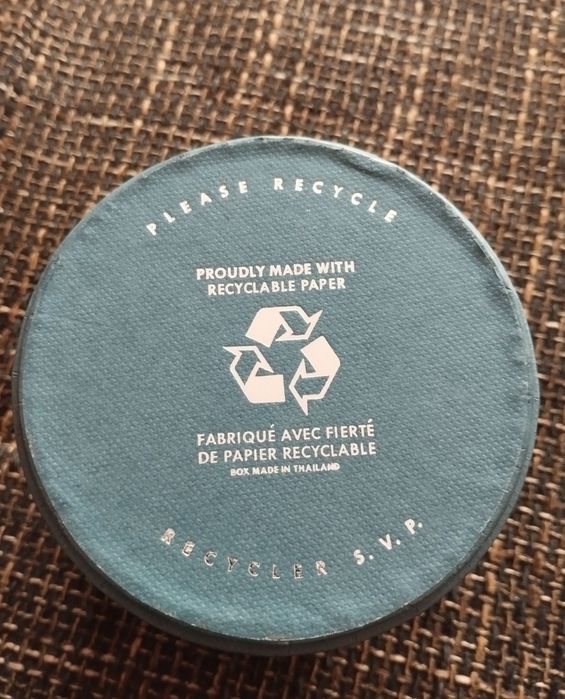 PLEASE RECYCLE
PROUDLY MADE WITH
RECYCLABLE PAPER
FABRIQUÉ AVEC FIERTÉ
DE PAPIER RECYCLABLE
BOX MADE IN THAILAND
RECYCLER S.V.P.